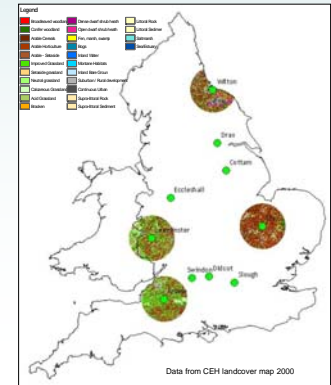 Legend
Broadleaved woodland
Conifer woodland
Arable Cereals
Arable Horticulture
Arable - Setaside
Improved Grassland
Setaside grassland
Neutral grassland
Calcareous Grassland
Acid Grassland
Bracken
Dense dwarf shrub heath
Open dwarf shrub heath
Fen, marsh, swamp
Bogs
Inland Water
Montane Habitats
Inland Bare Ground
Suburban / Rural development
Continuous Urban
Supra-littoral Rock
Supra-littoral Sediment
Littoral Rock
Littoral Sediment
Saltmarsh
Sea/Estuary
Wilton
Drax
Cottam
Eccleshall
Swindon
Didcot
Slough
Data from CEH landcover map 2000